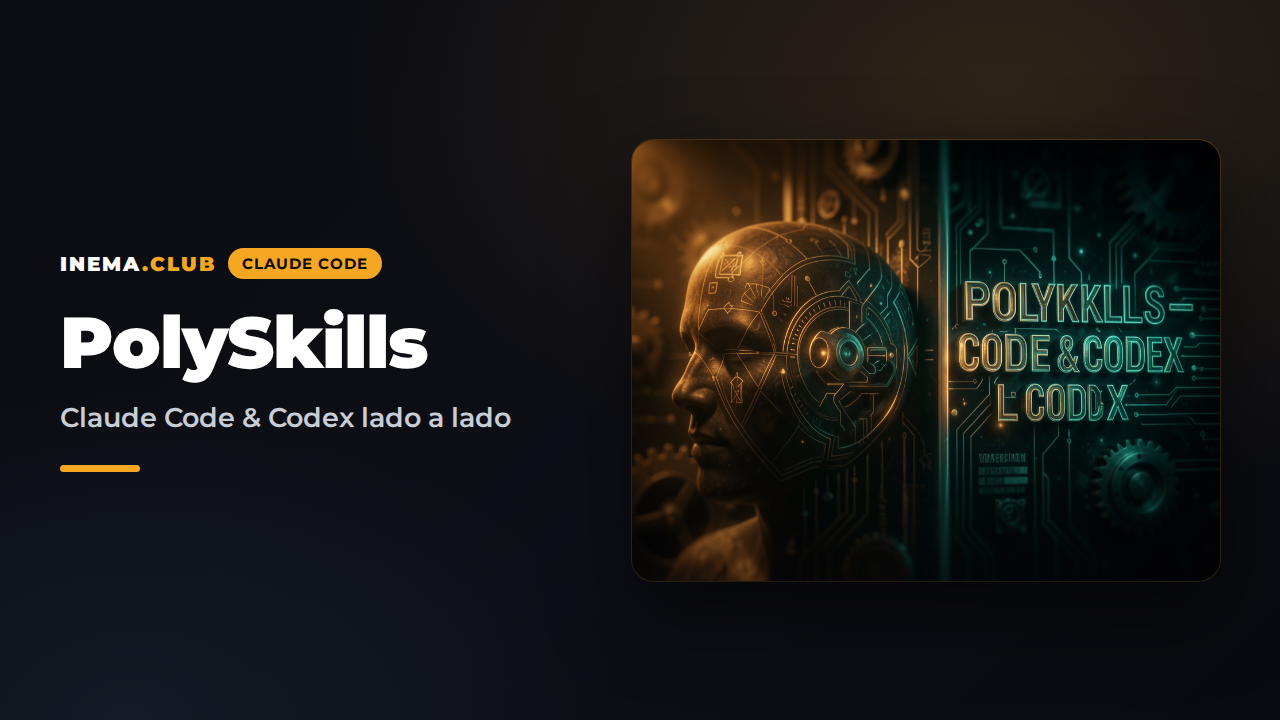 INEMA.CLUB CLAUDE CODE
PolySkills
Claude Code & Codex lado a lado
POLYKKLLS–
CODE & CODEX
L CODDX